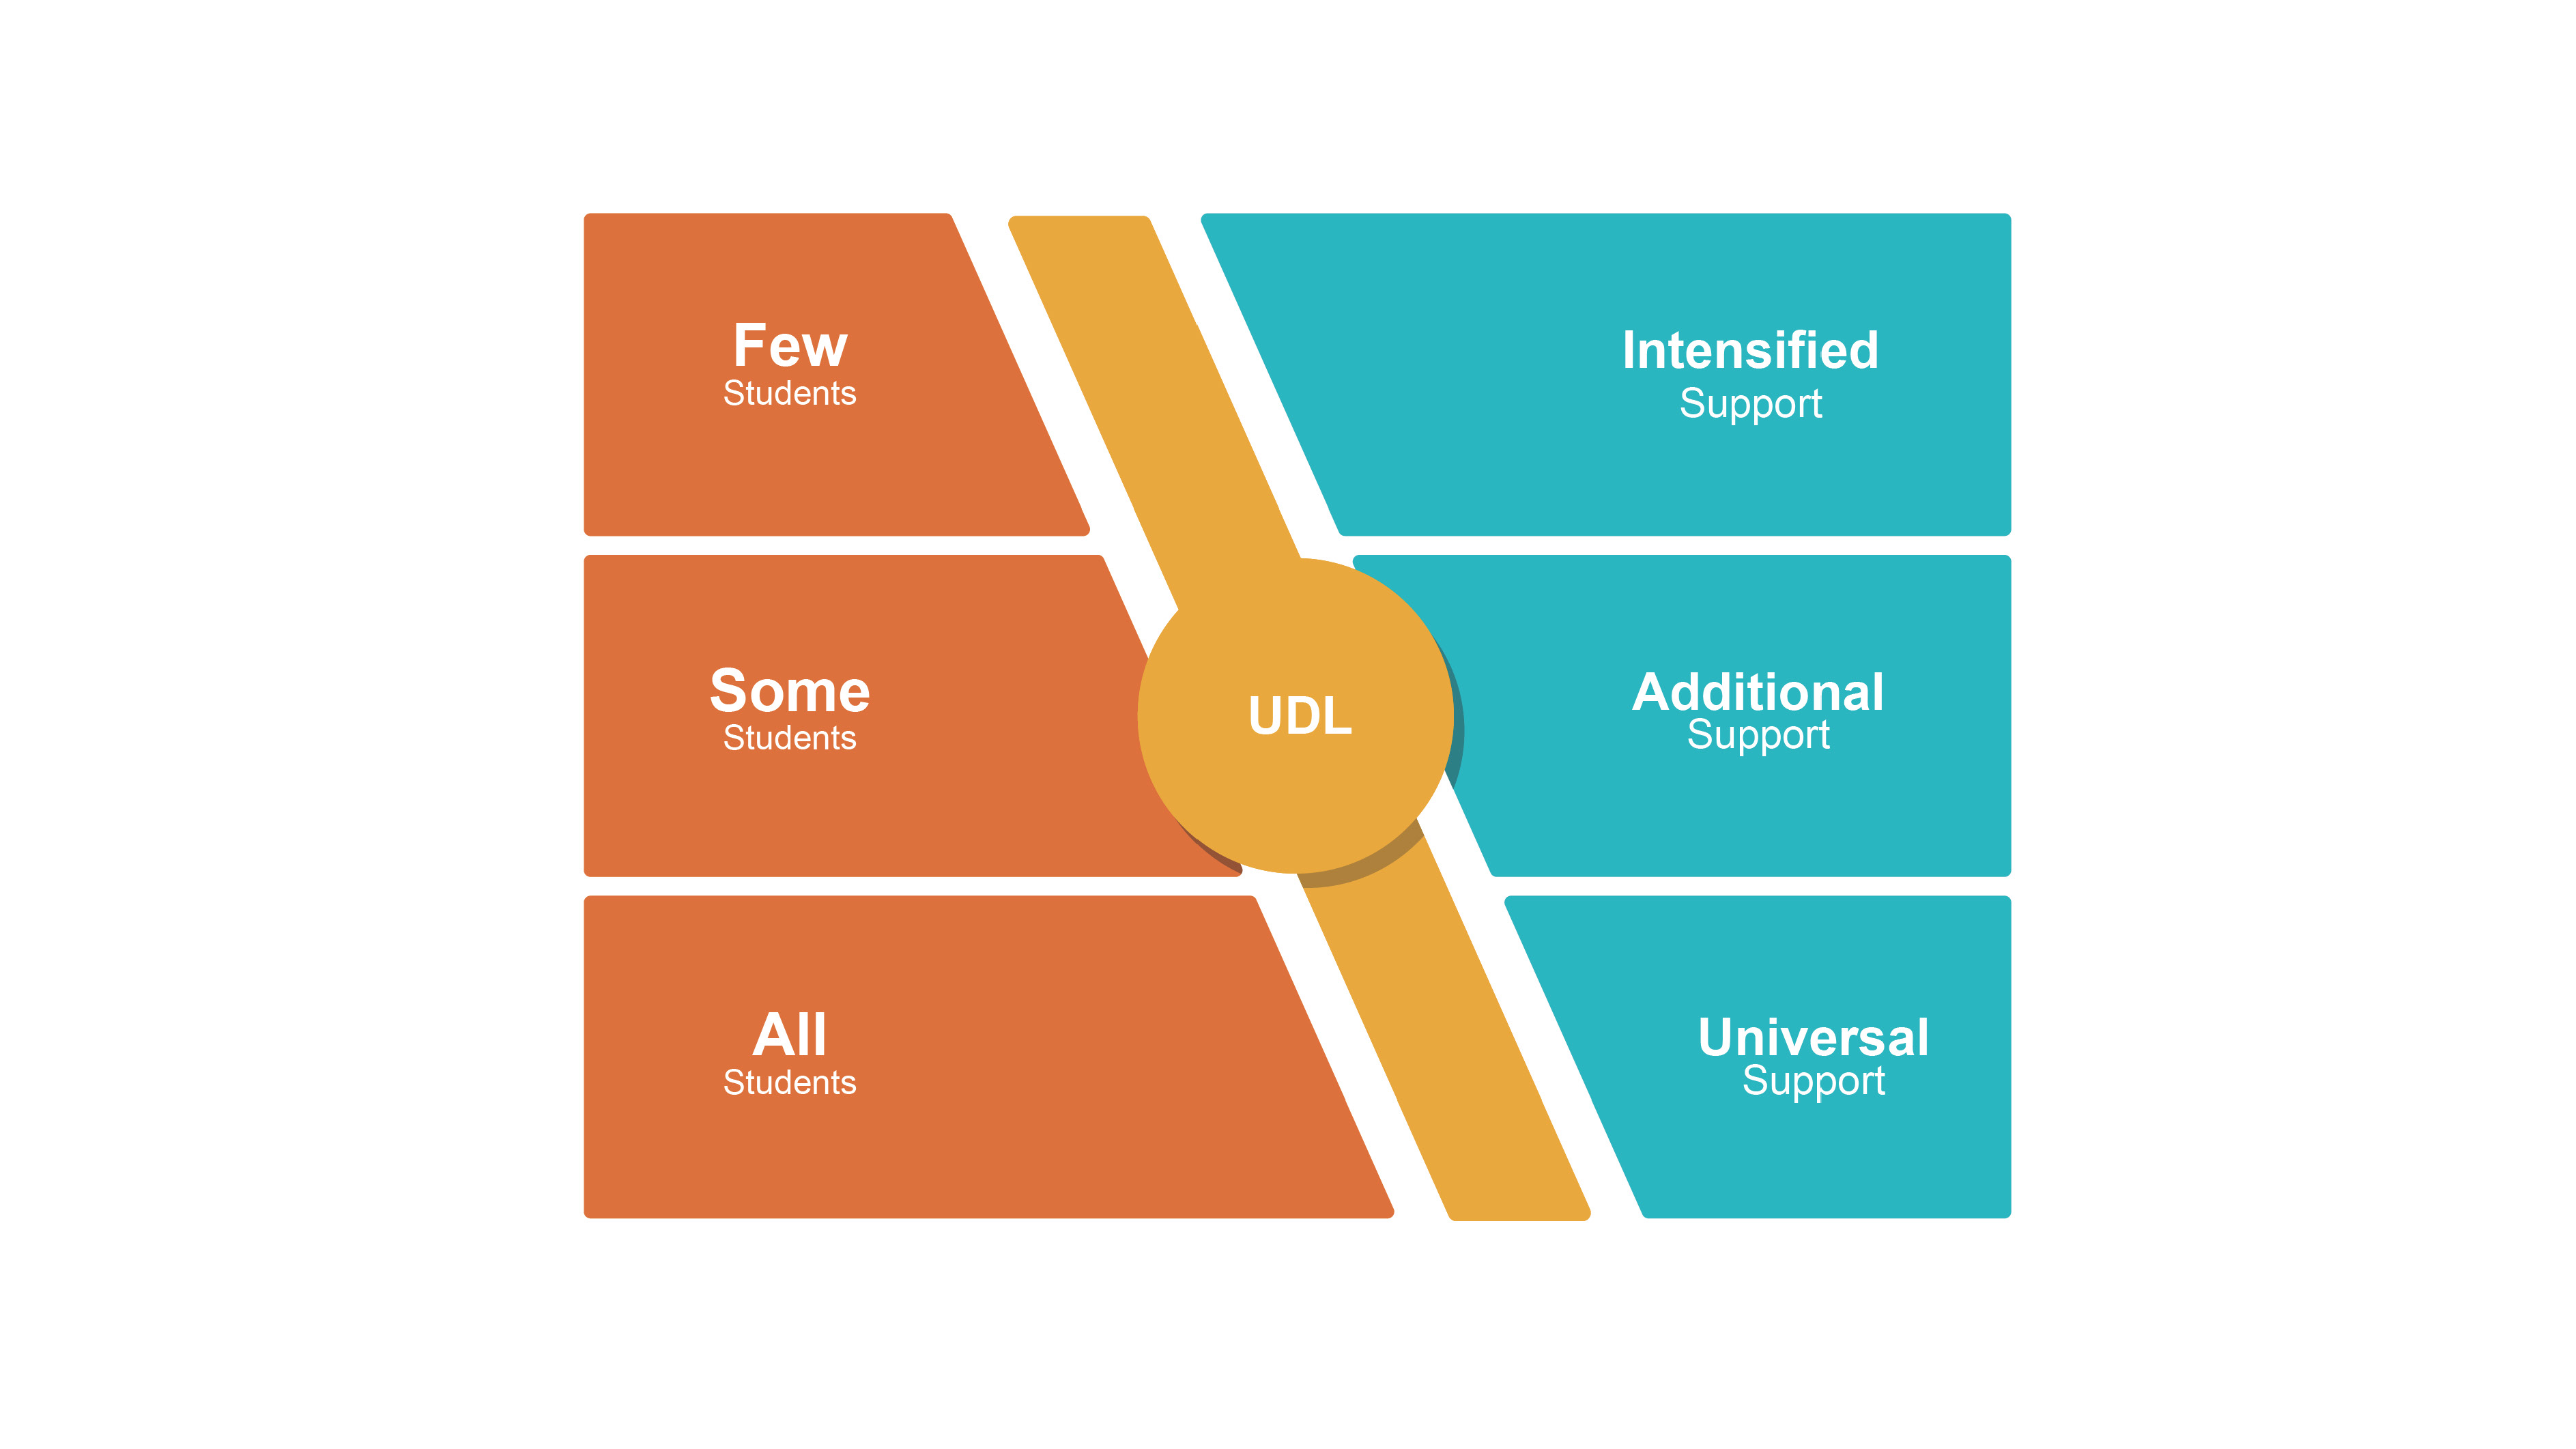 Few
Students
Intensified
Support
Some
Students
UDL
Additional
Support
All
Students
Universal
Support